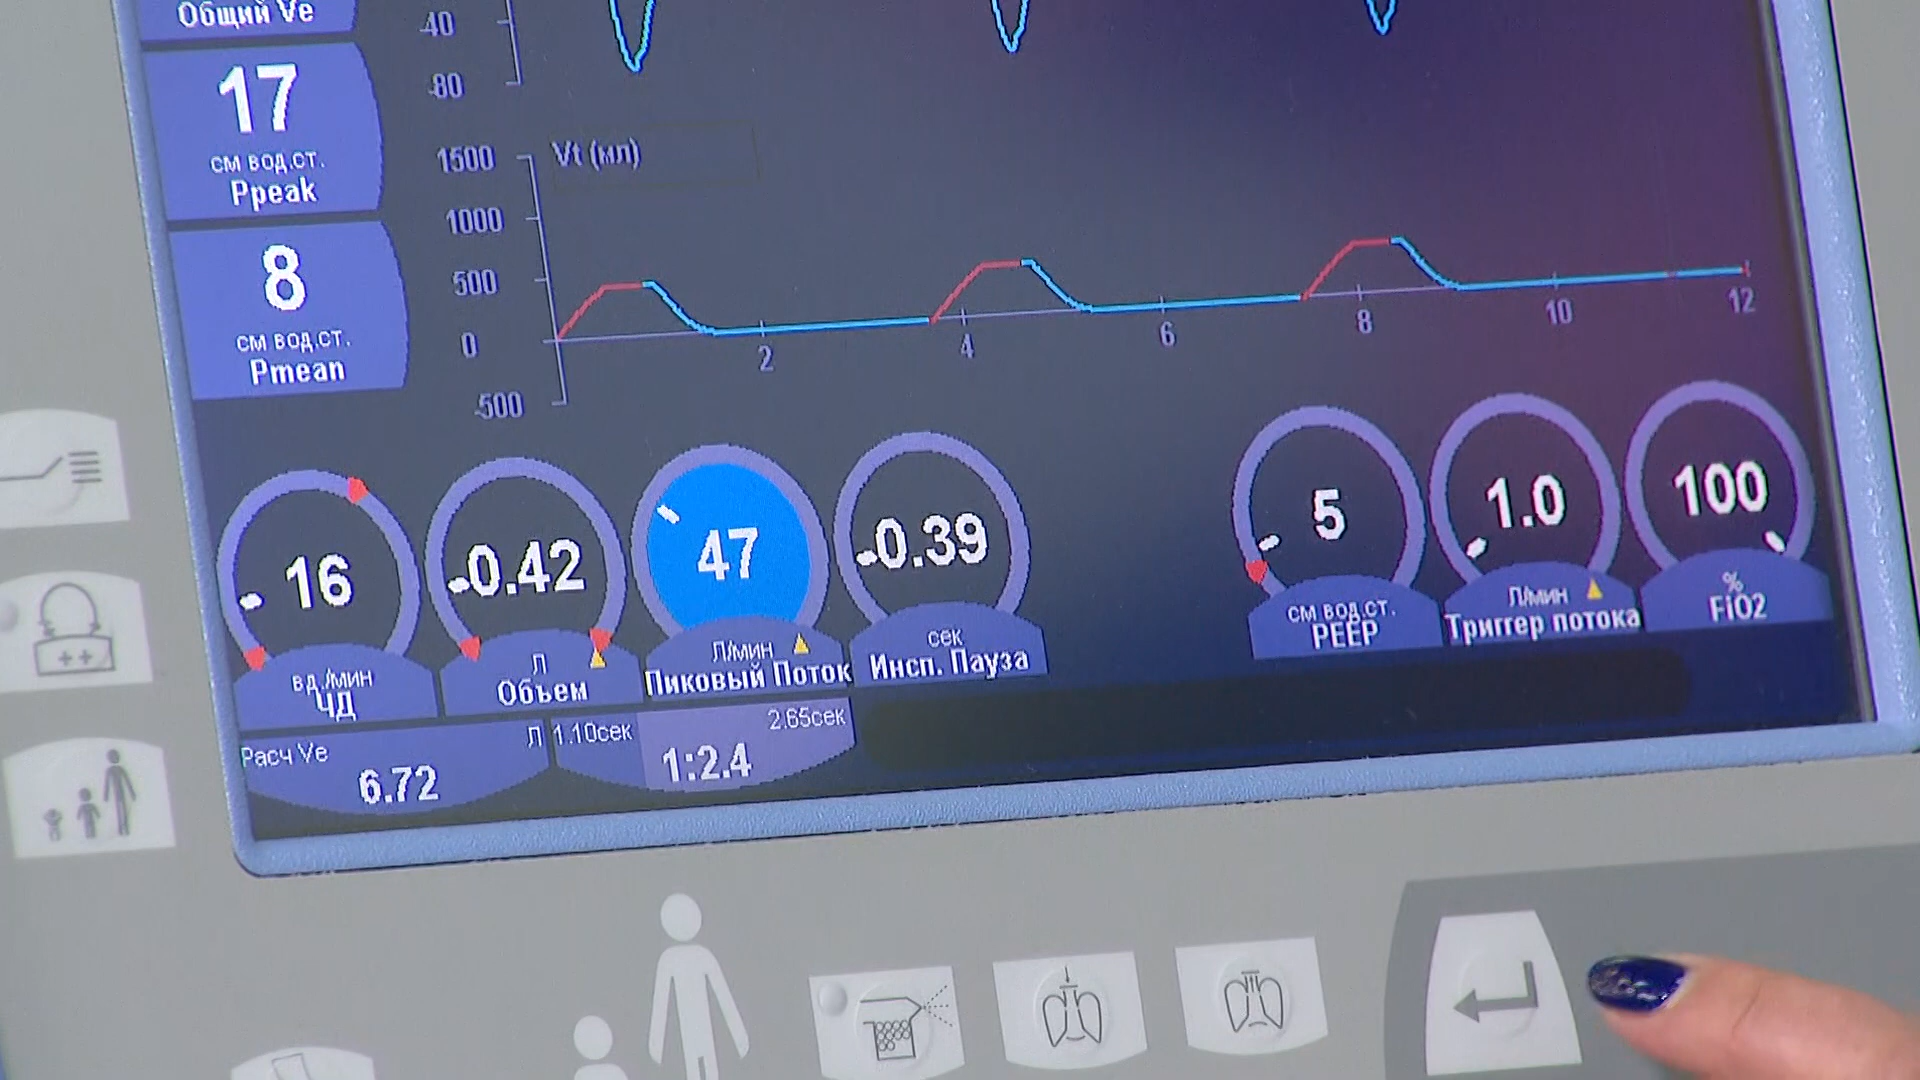 Общий Ve
17
см вод.ст.
Ppeak
8
см вод.ст.
Pmean
-40
-80
1500
1000
500
0
-500
Vt (мл)
2
4
6
8
10
12
16
вд./мин
ЧД
0.42
Л
Объем
47
Л/мин
Пиковый Поток
0.39
сек
Инсп. Пауза
5
см вод.ст.
PEEP
1.0
Л/мин
Триггер потока
100
%
FiO2
Расч Ve
Л
6.72
1.10сек
2.65сек
1:2.4